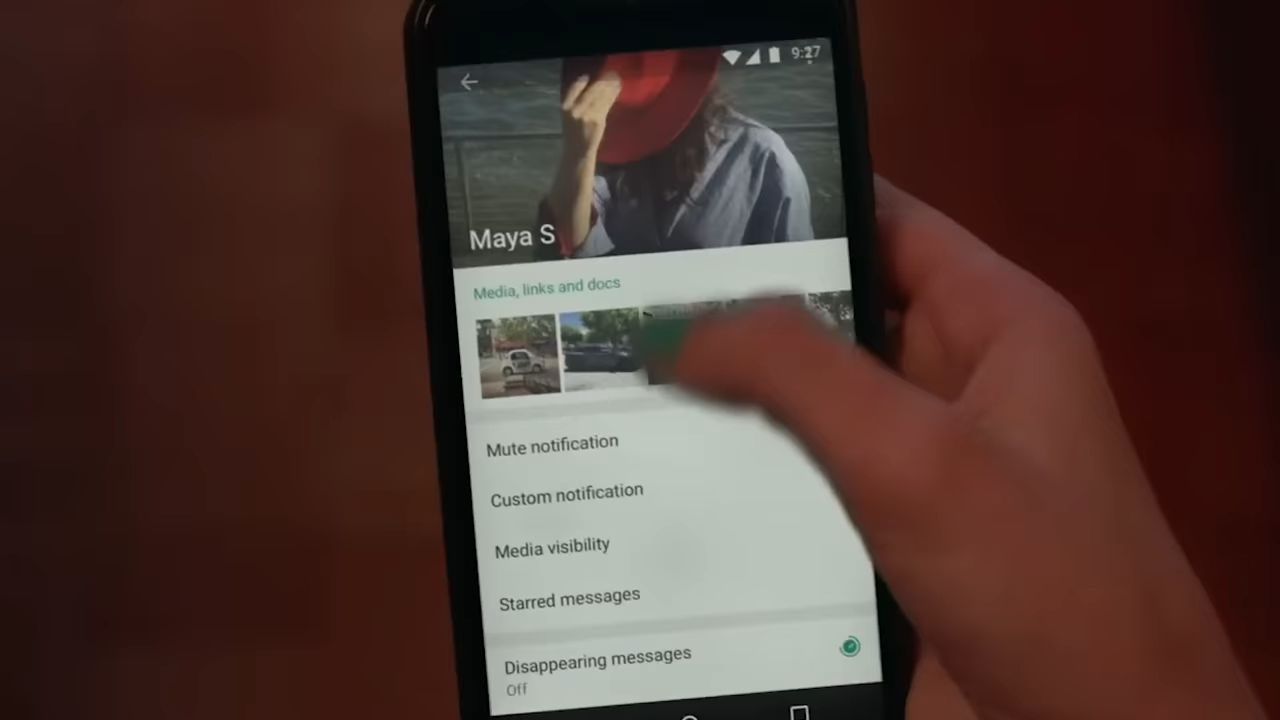 9:27
Maya S
Media, links and docs
Mute notification
Custom notification
Media visibility
Starred messages
Disappearing messages
Off